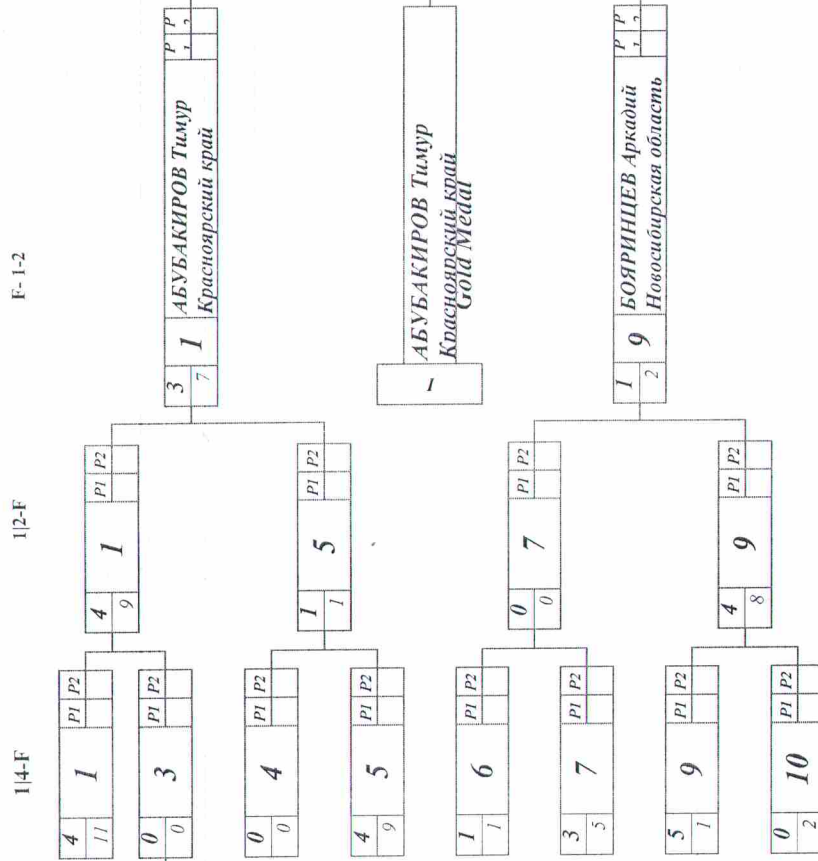 1|4-F
1|2-F
F- 1-2
4 1 P1 P2
11
0 3 P1 P2
0
0 4 P1 P2
0
4 5 P1 P2
9
1 6 P1 P2
1
3 7 P1 P2
5
5 9 P1 P2
1
0 10 P1 P2
2
4 1 P1 P2
9
1 5 P1 P2
1
0 7 P1 P2
0
4 9 P1 P2
8
3 1 АБУБАКИРОВ Тимур P P
7 Красноярский край
1 АБУБАКИРОВ Тимур
Красноярский край
Gold Medal
1 9 БОЯРИНЦЕВ Аркадий P P
2 Новосибирская область